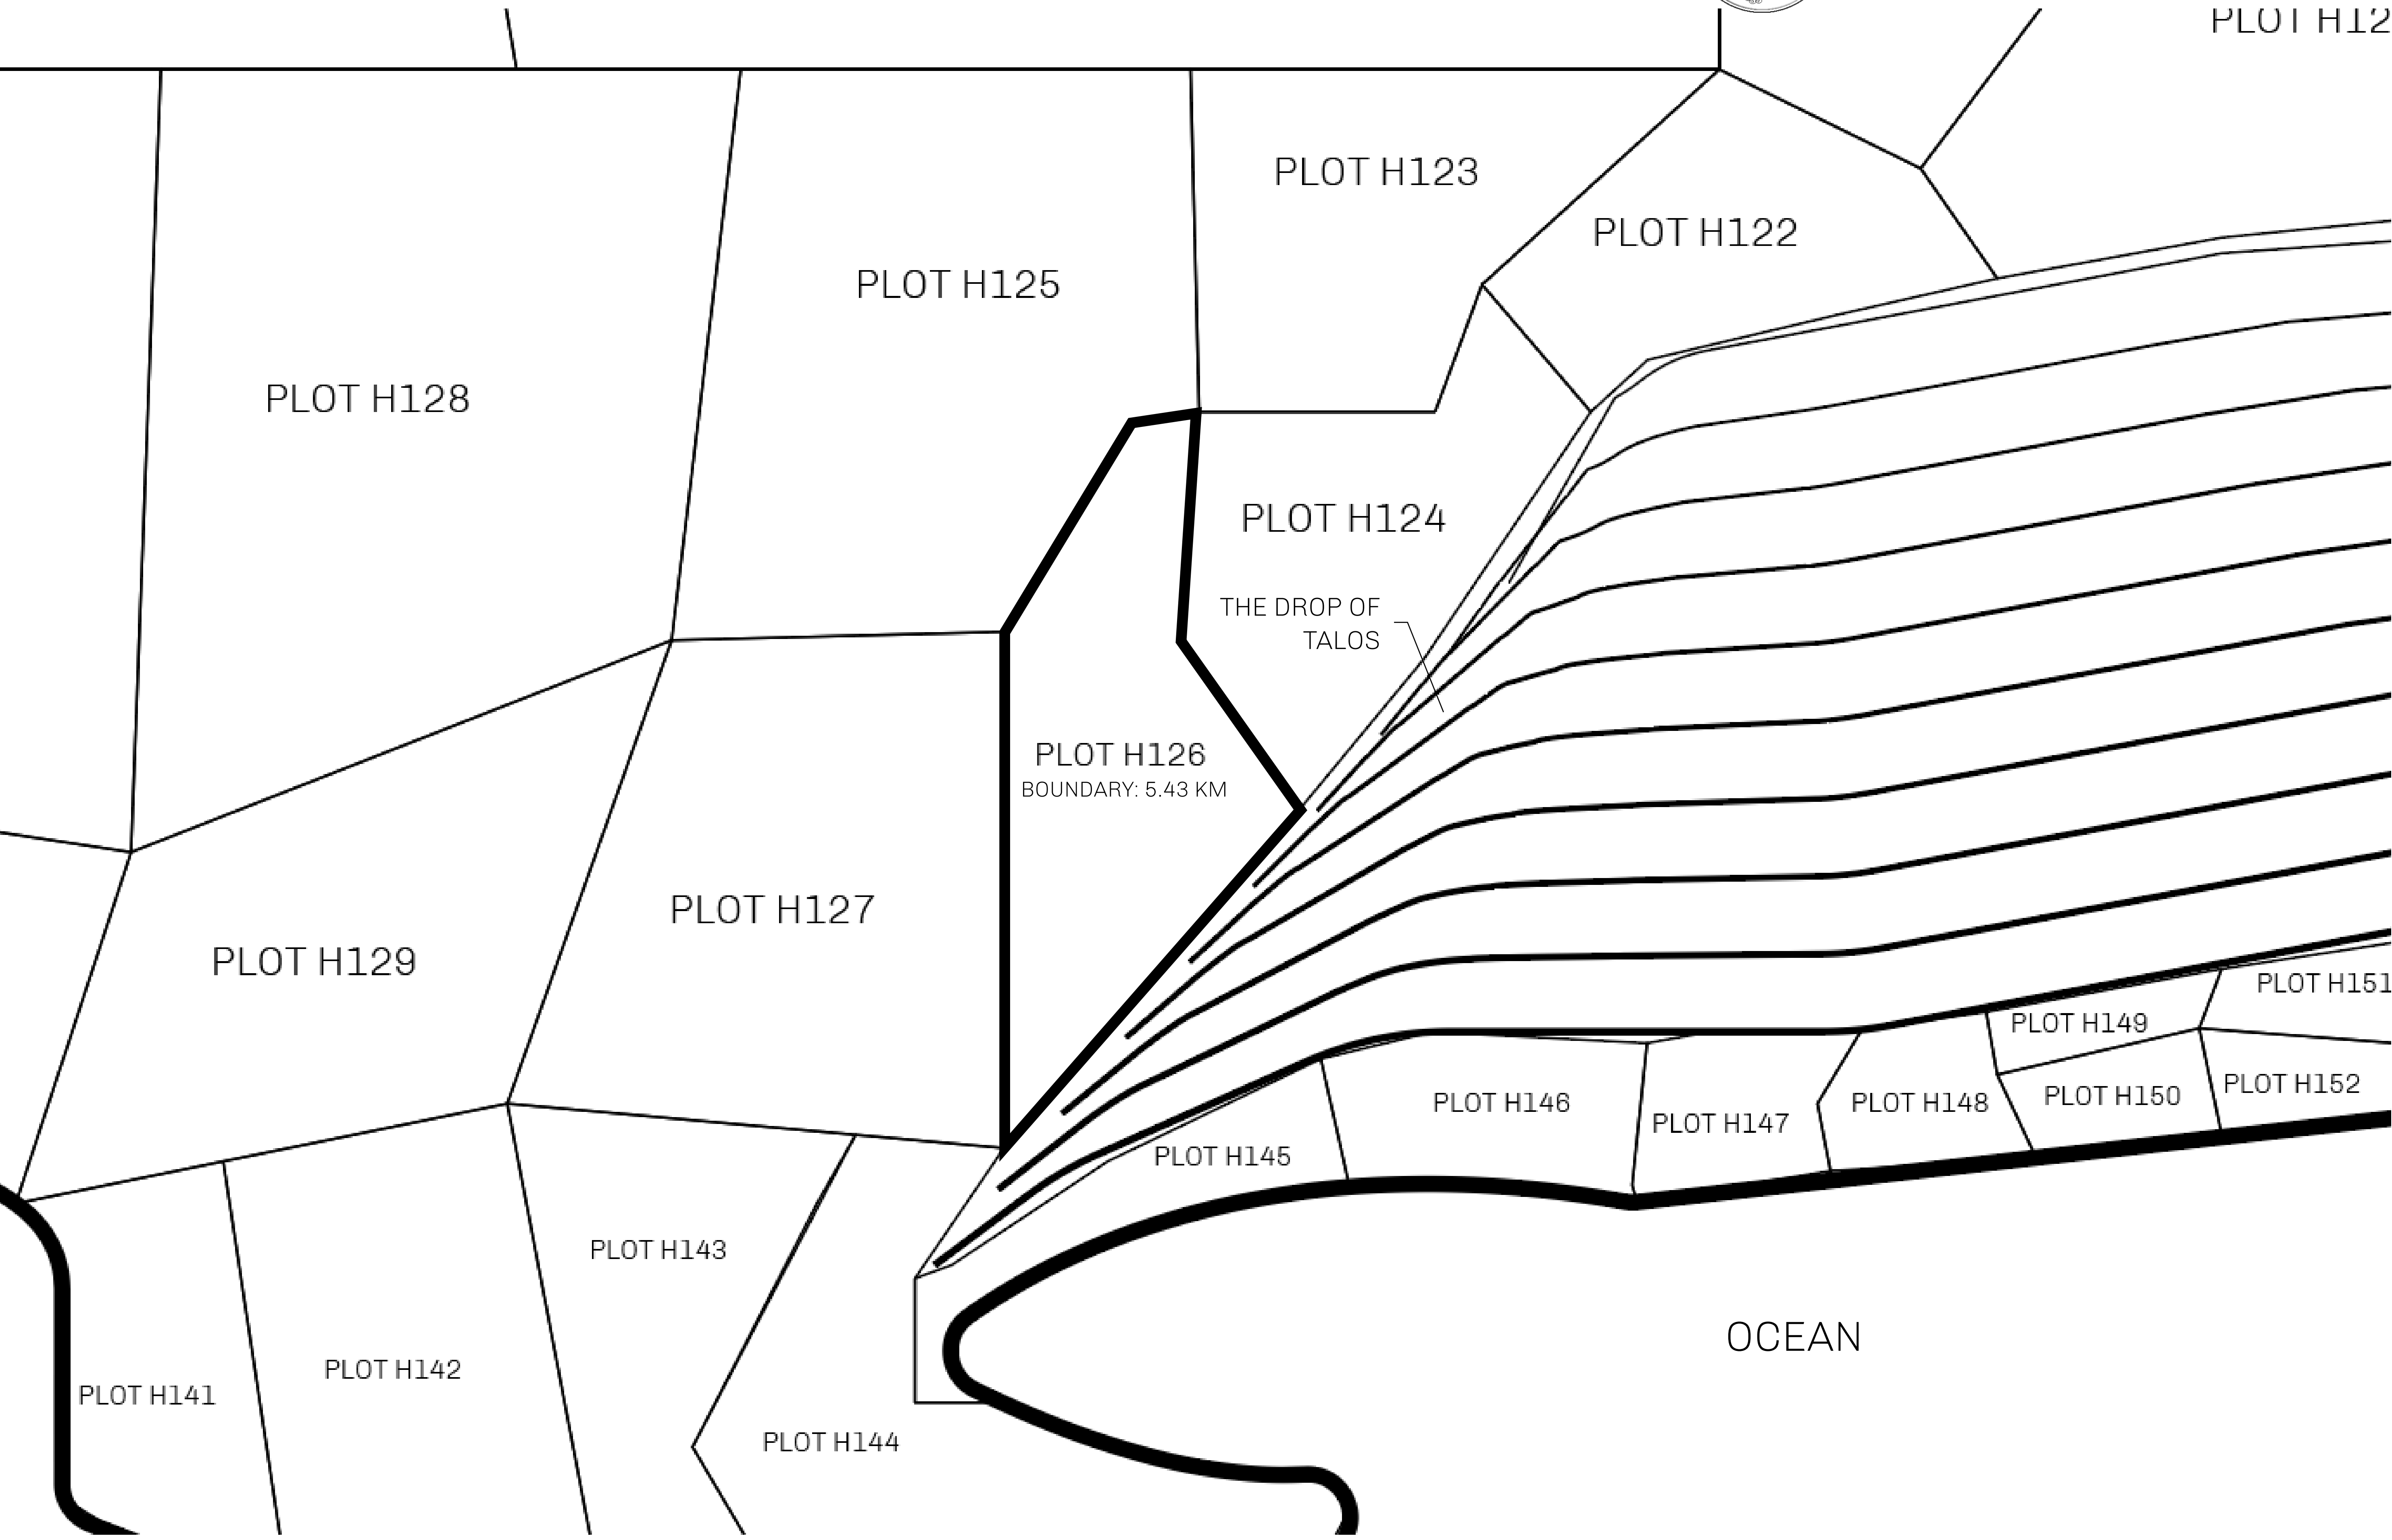 PLOT H12
PLOT H123
PLOT H122
PLOT H125
PLOT H128
PLOT H124
THE DROP OF
TALOS
PLOT H126
BOUNDARY: 5.43 KM
PLOT H127
PLOT H129
PLOT H151
PLOT H149
PLOT H152
PLOT H150
PLOT H148
PLOT H146
PLOT H147
PLOT H145
PLOT H143
OCEAN
PLOT H142
PLOT H141
PLOT H144